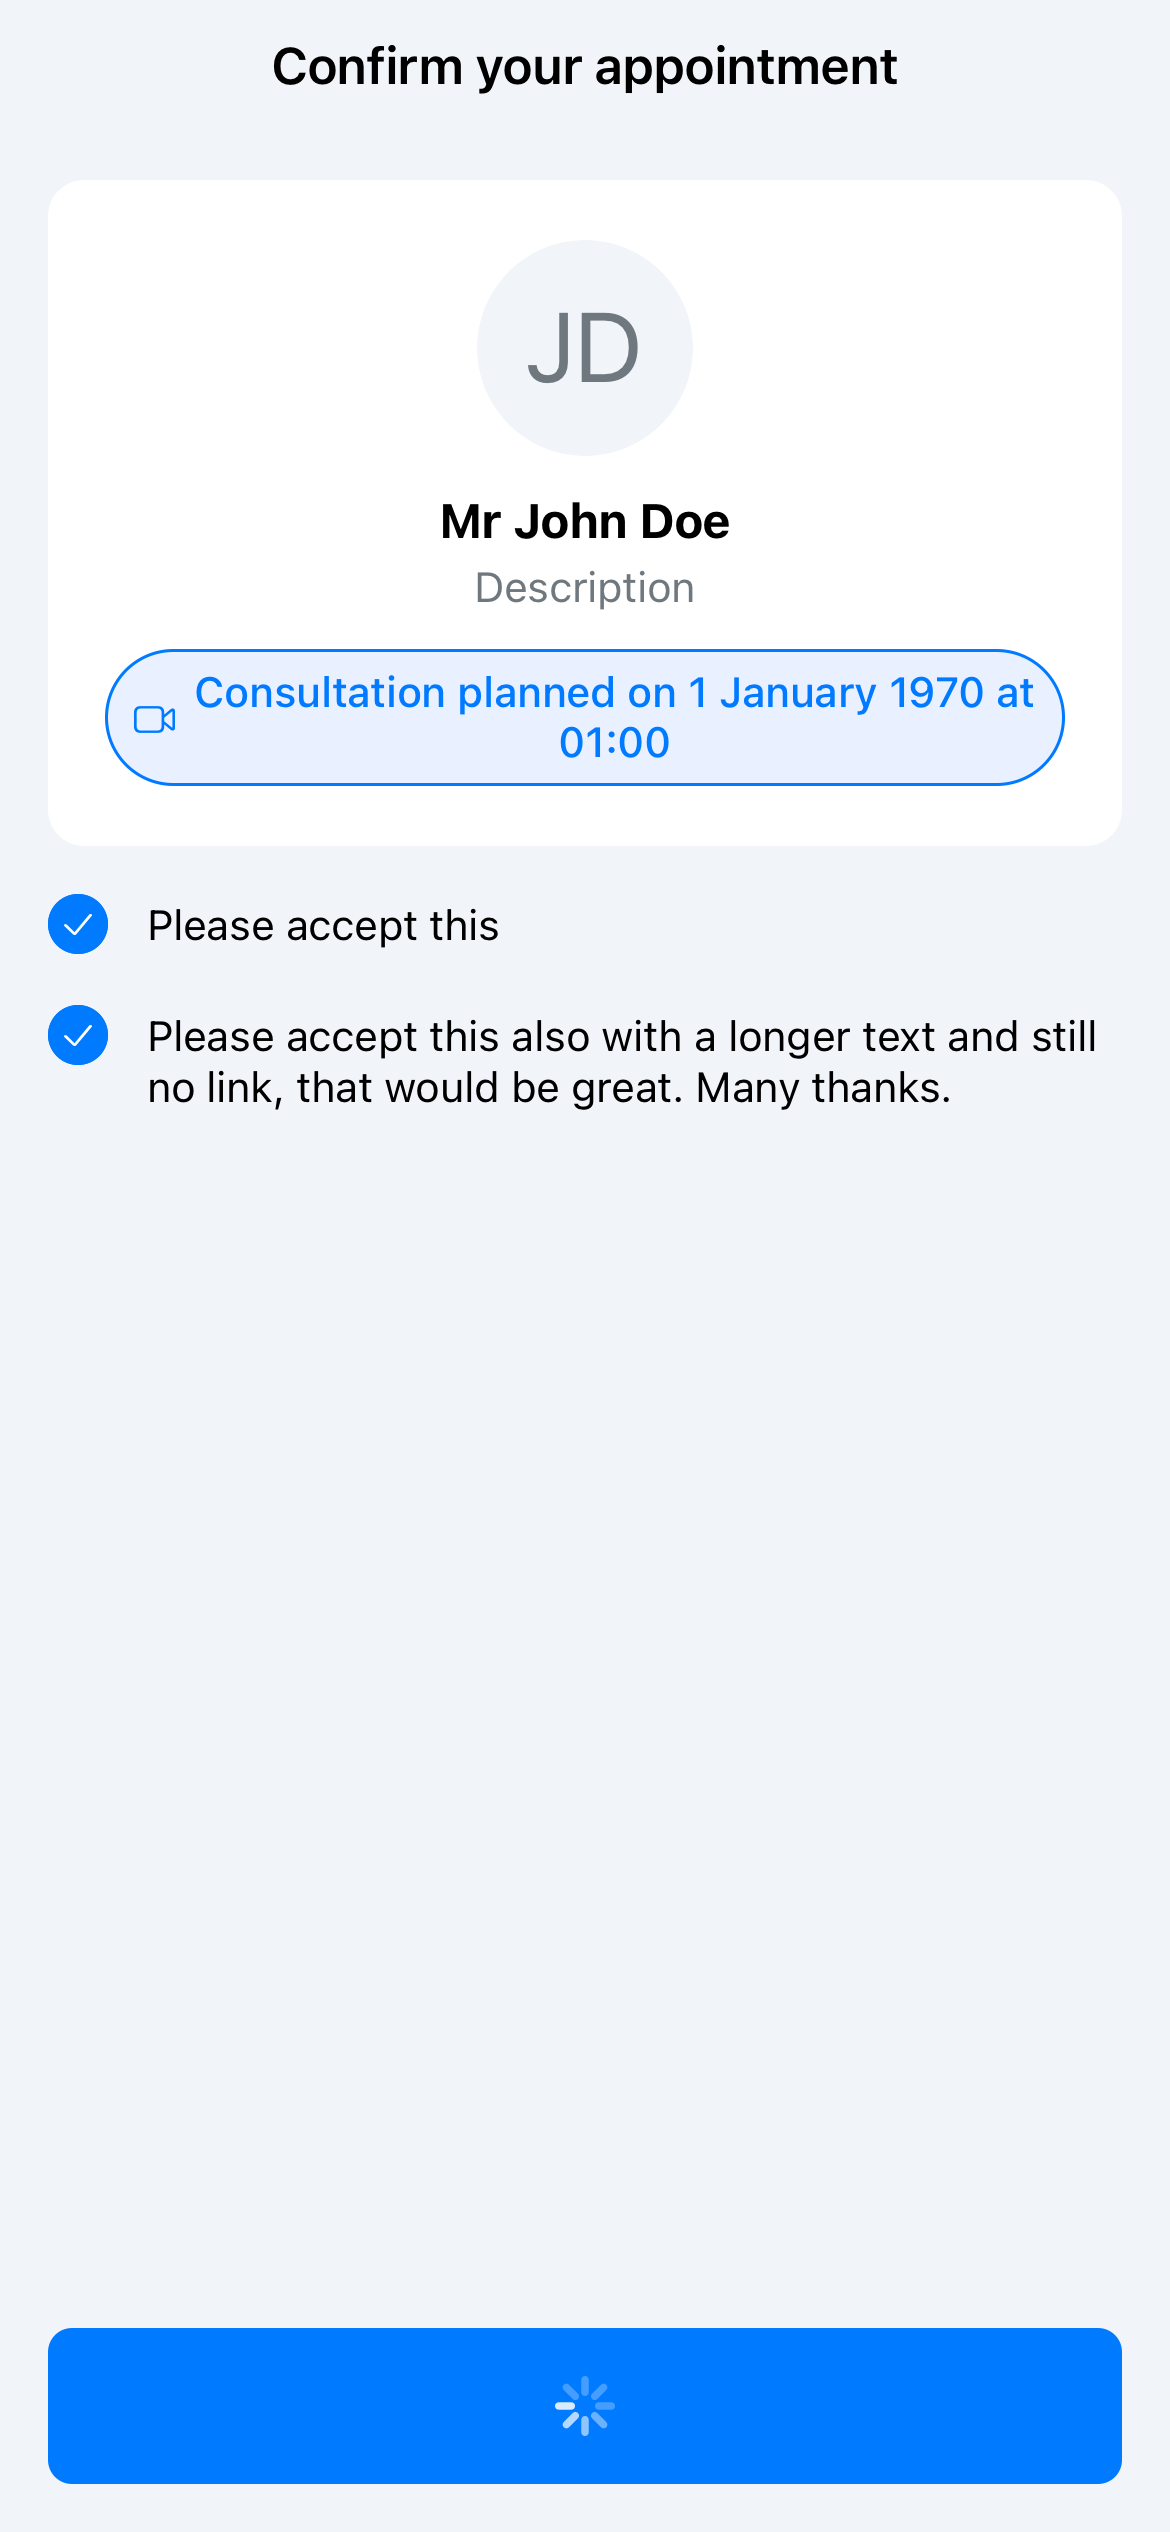 Confirm your appointment
JD
Mr John Doe
Description
Consultation planned on 1 January 1970 at
01:00
Please accept this
Please accept this also with a longer text and still
no link, that would be great. Many thanks.